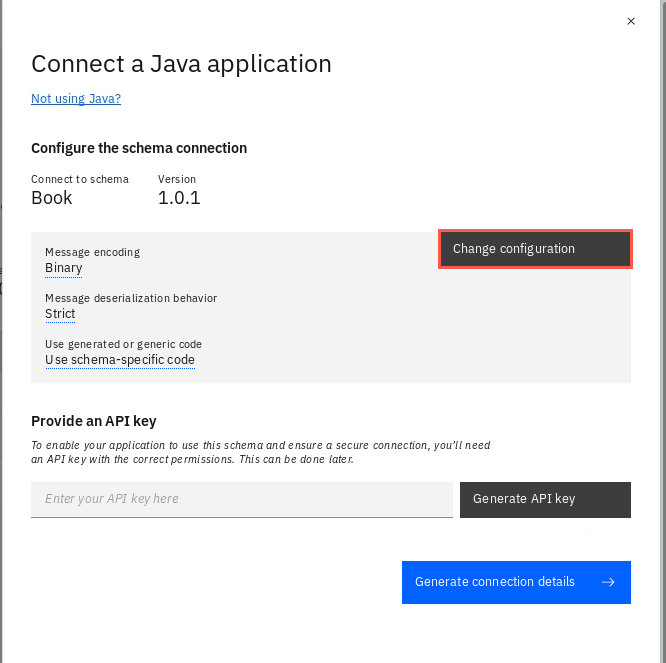 ×
Connect a Java application
Not using Java?
Configure the schema connection
Connect to schema Version
Book 1.0.1
Change configuration
Message encoding
Binary
Message deserialization behavior
Strict
Use generated or generic code
Use schema-specific code
Provide an API key
To enable your application to use this schema and ensure a secure connection, you'll need
an API key with the correct permissions. This can be done later.
Enter your API key here Generate API key
Generate connection details →